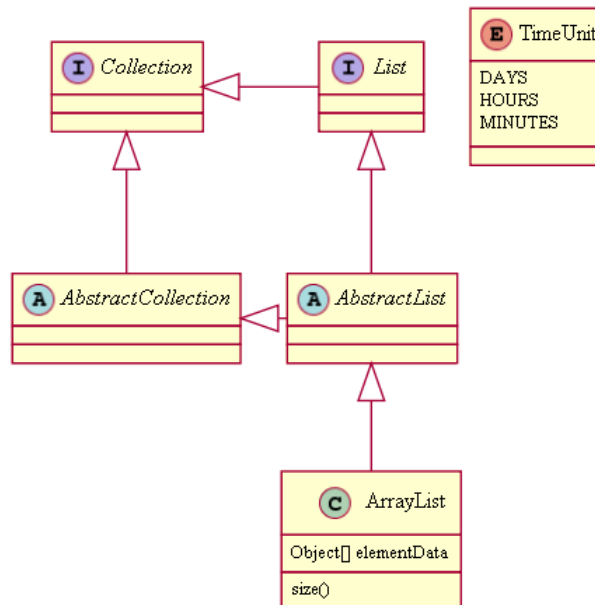 I Collection
I List
E TimeUnit
DAYS
HOURS
MINUTES
A AbstractCollection
A AbstractList
C ArrayList
Object[] elementData
size()